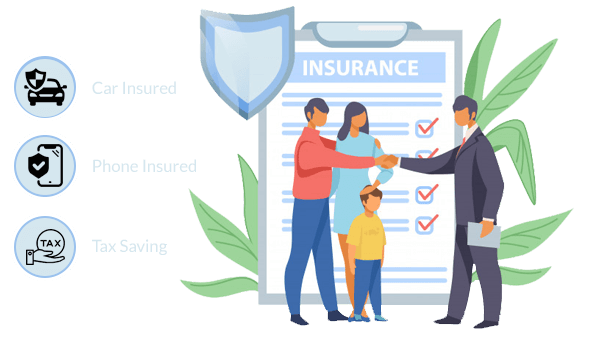 INSURANCE
Car Insured
Phone Insured
TAX
Tax Saving